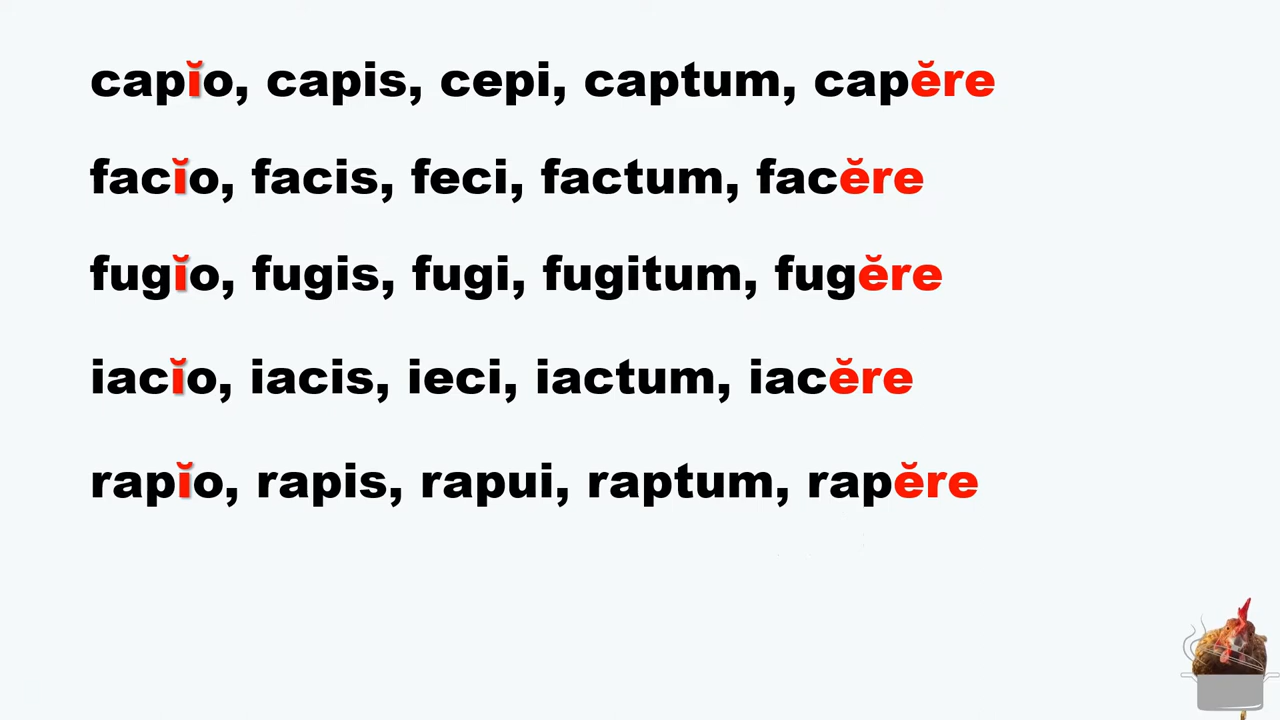 capĭo, capis, cepi, captum, capĕre
facĭo, facis, feci, factum, facĕre
fugĭo, fugis, fugi, fugitum, fugĕre
iacĭo, iacis, ieci, iactum, iacĕre
rapĭo, rapis, rapui, raptum, rapĕre